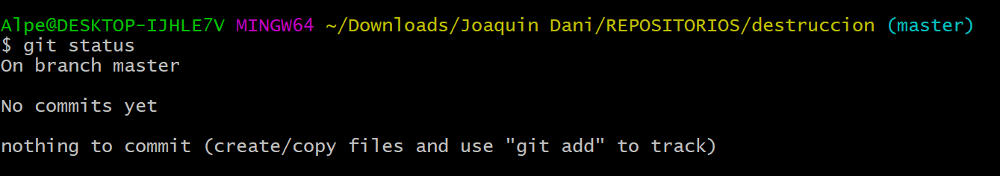 Alpe@DESKTOP-IJHLE7V MINGW64 ~/Downloads/Joaquin Dani/REPOSITORIOS/destruccion (master)
$ git status
On branch master
No commits yet
nothing to commit (create/copy files and use "git add" to track)